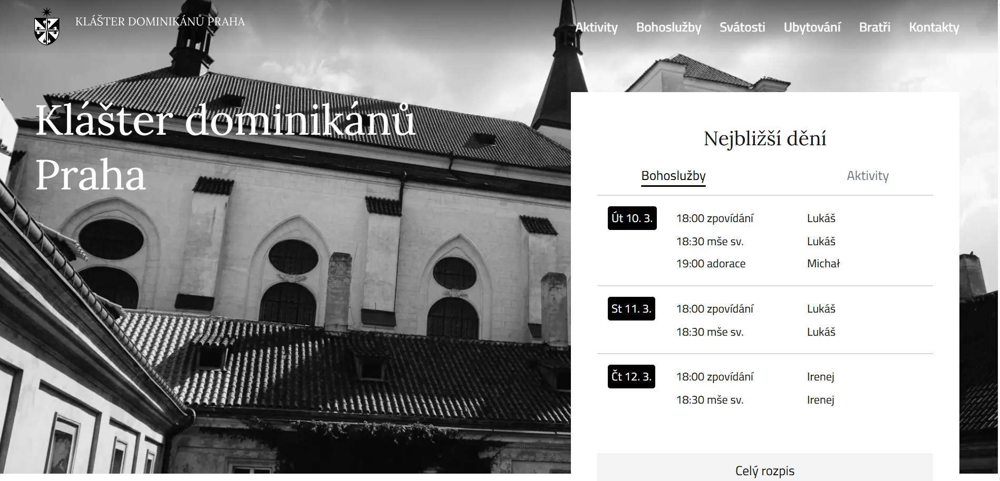 KLÁŠTER DOMINIKÁNŮ PRAHA
Aktivity Bohoslužby Svátosti Ubytování Bratři Kontakty
Klášter dominikánů
Praha
Nejbližší dění
Bohoslužby Aktivity
Út 10. 3. 18:00 zpovídání Lukáš
18:30 mše sv. Lukáš
19:00 adorace Michał
St 11. 3. 18:00 zpovídání Lukáš
18:30 mše sv. Lukáš
Čt 12. 3. 18:00 zpovídání Irenej
18:30 mše sv. Irenej
Celý rozpis